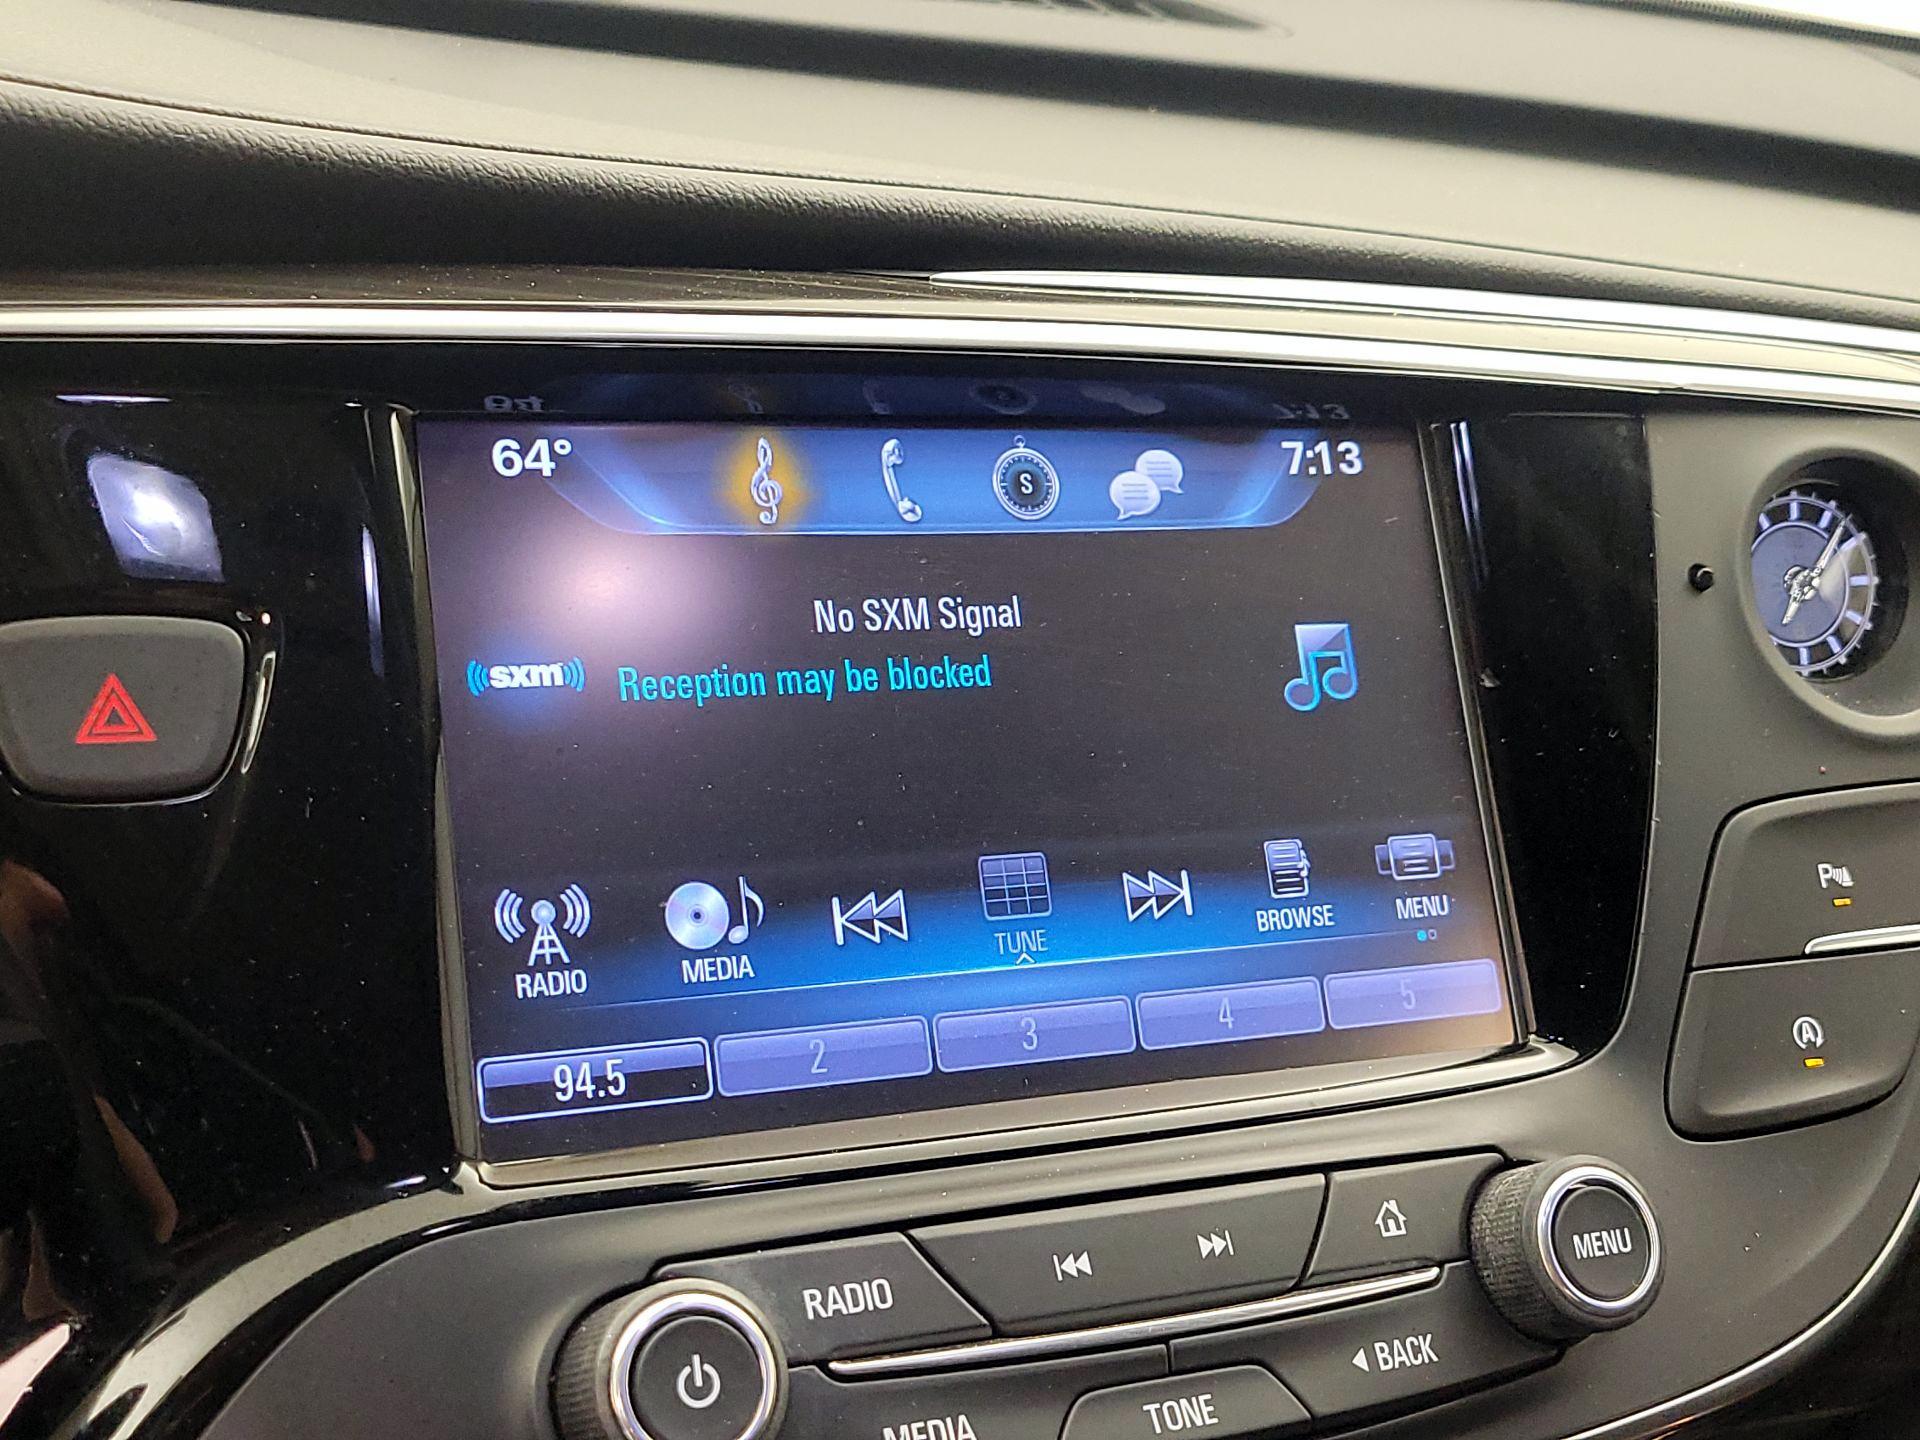 64° S 7:13
No SXM Signal
((sxm)) Reception may be blocked
RADIO MEDIA TUNE BROWSE MENU
94.5 2 3 4 5
P
A
RADIO MENU
MEDIA TONE BACK